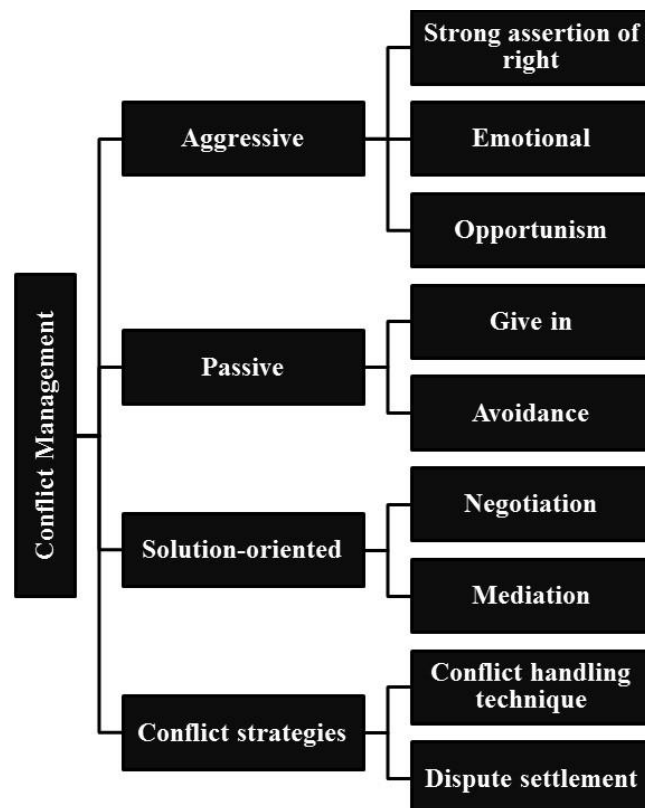 Conflict Management
Aggressive
Strong assertion of
right
Emotional
Opportunism
Passive
Give in
Avoidance
Solution-oriented
Negotiation
Mediation
Conflict strategies
Conflict handling
technique
Dispute settlement